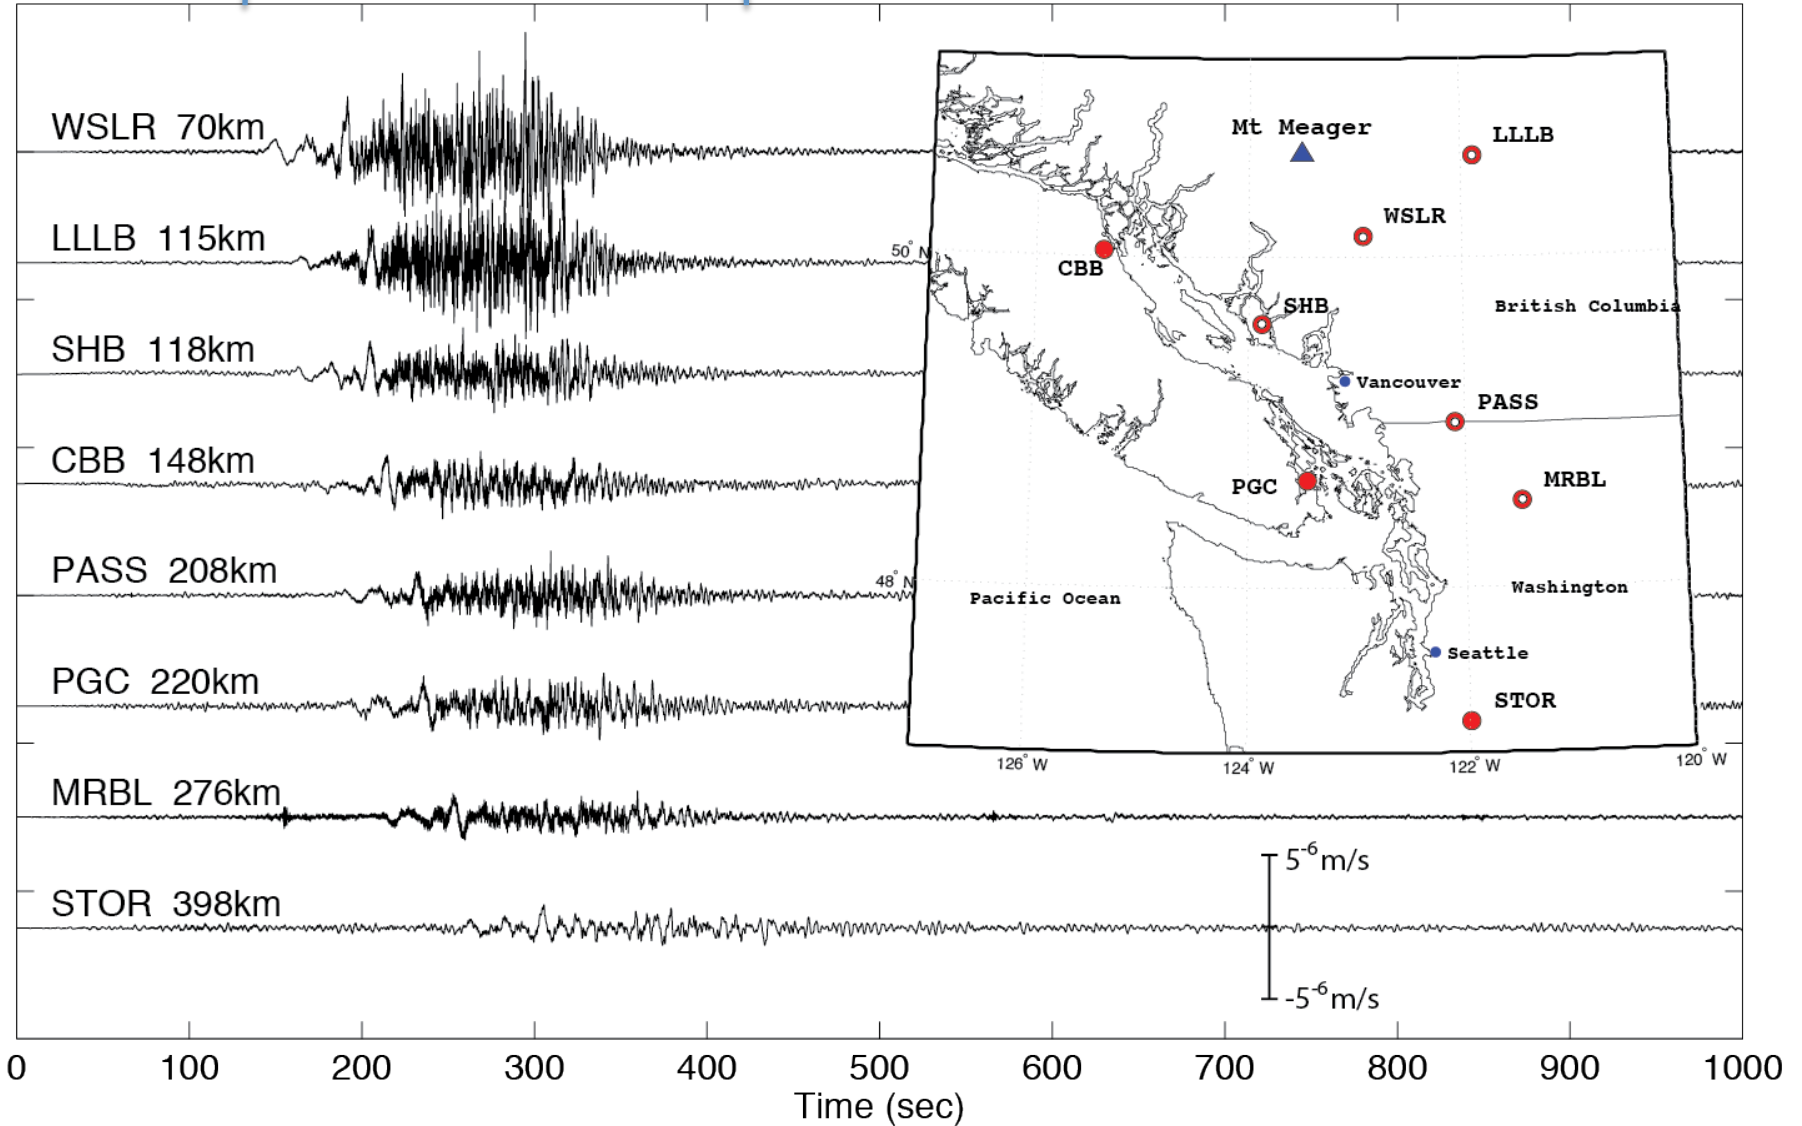 WSLR 70km
LLLB 115km
SHB 118km
CBB 148km
PASS 208km
PGC 220km
MRBL 276km
STOR 398km
Mt Meager
LLLB
WSLR
50° N
CBB
SHB
British Columbia
Vancouver
PASS
PGC
MRBL
48° N
Pacific Ocean
Washington
Seattle
STOR
126° W
124° W
122° W
120° W
5-6m/s
-5-6m/s
0 100 200 300 400 500 600 700 800 900 1000
Time (sec)